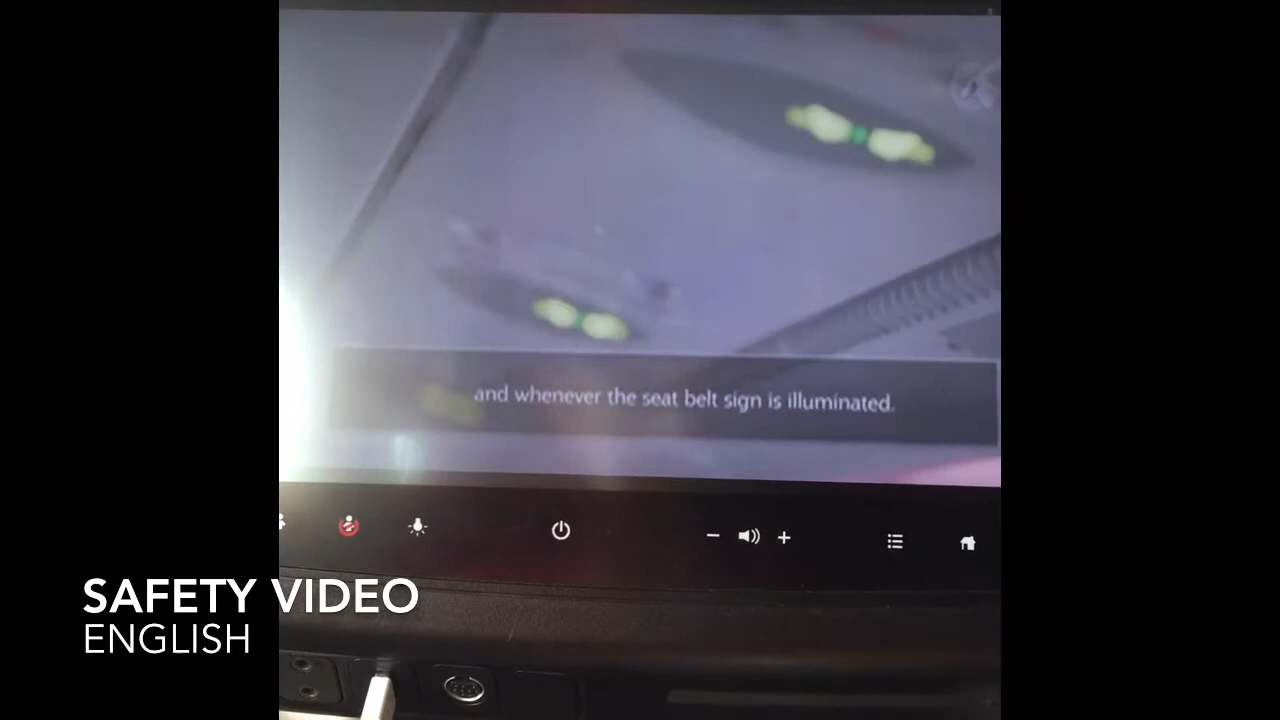 and whenever the seat belt sign is illuminated.
SAFETY VIDEO
ENGLISH